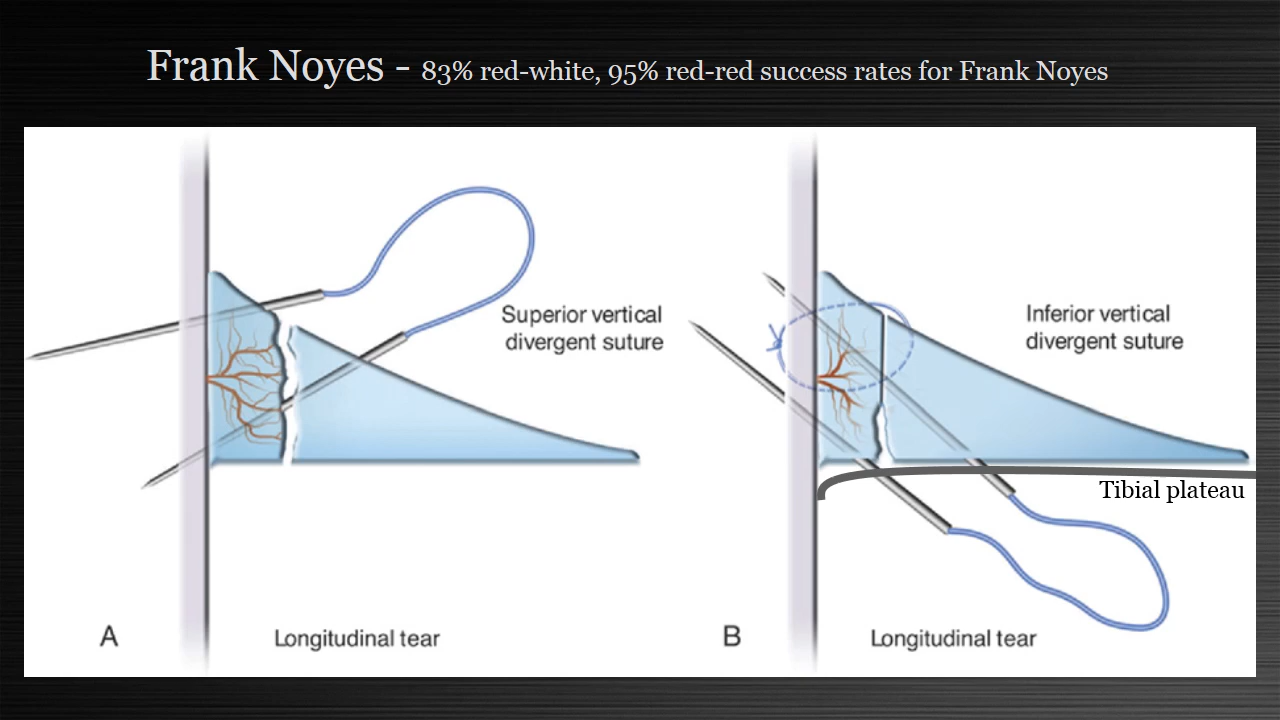 Frank Noyes - 83% red-white, 95% red-red success rates for Frank Noyes
Superior vertical
divergent suture
Inferior vertical
divergent suture
Tibial plateau
A
Longitudinal tear
B
Longitudinal tear